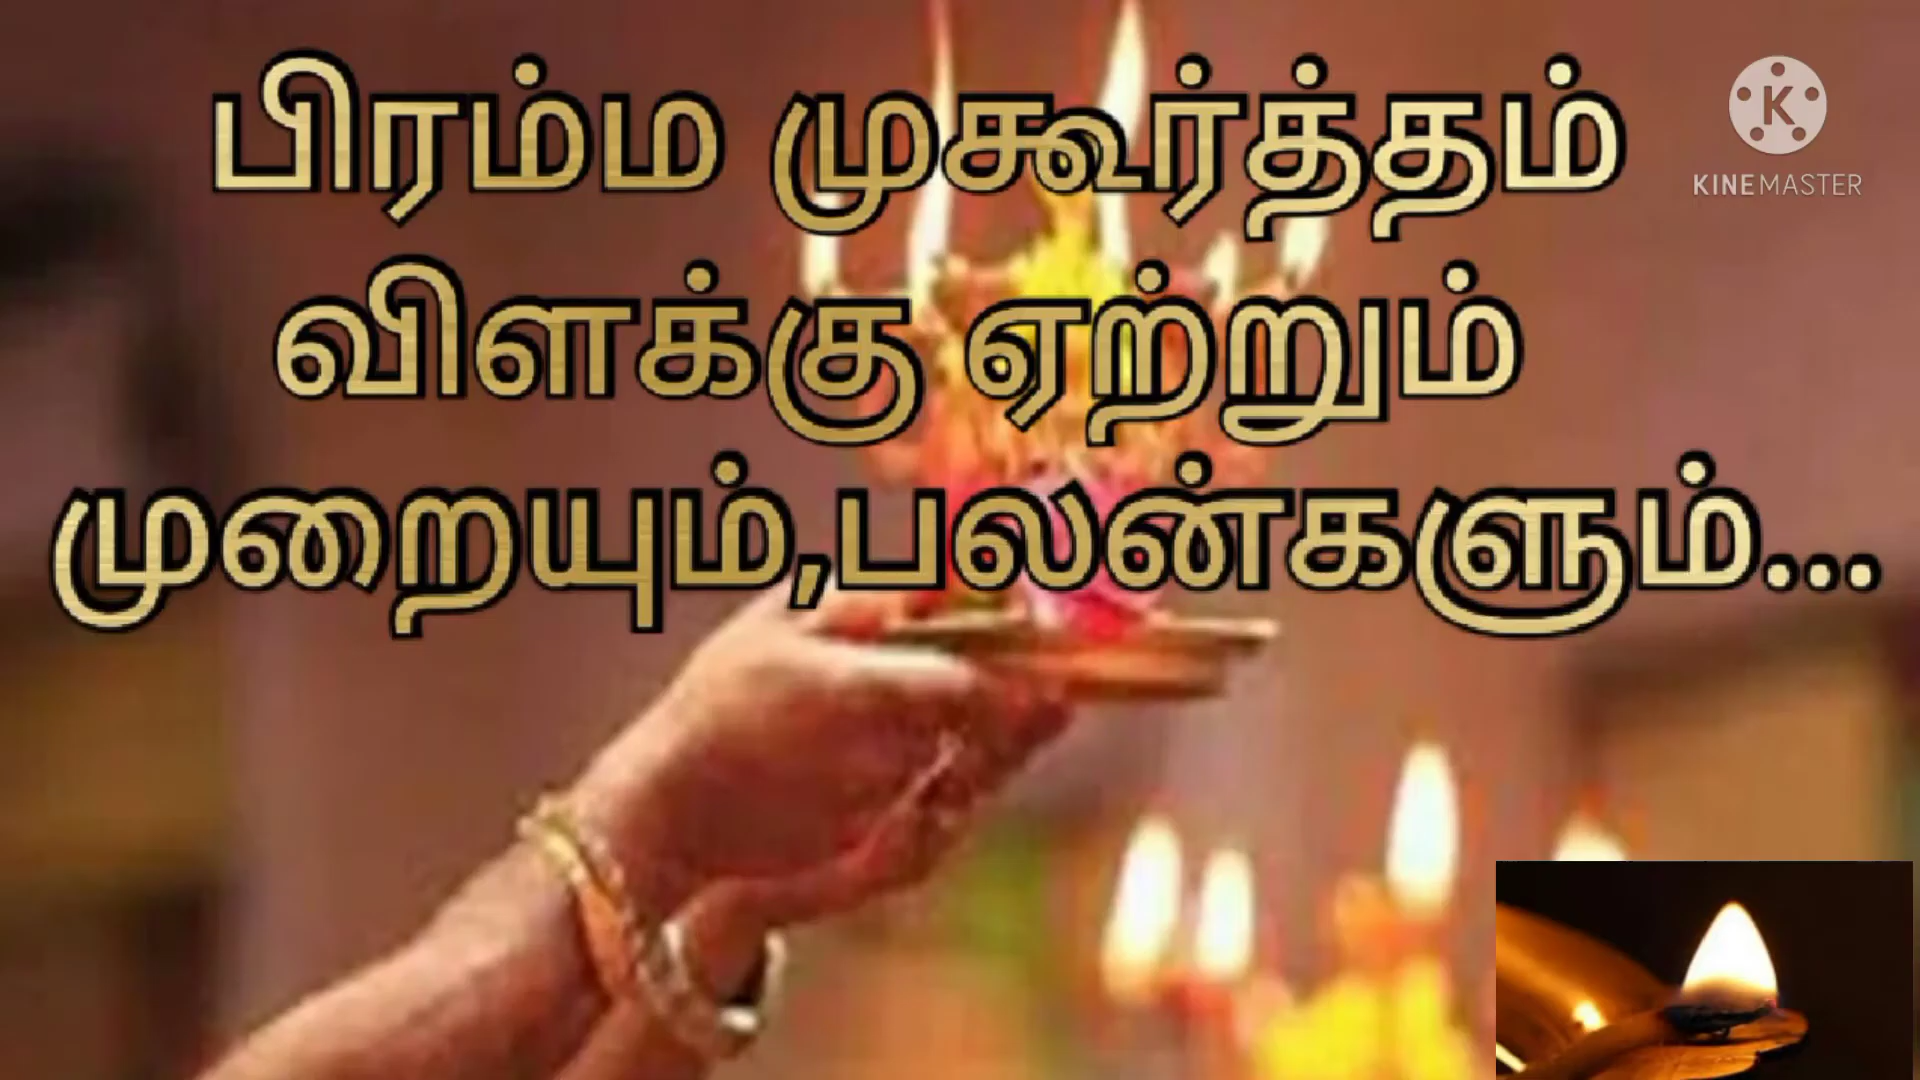 பிரம்ம முகூர்த்தம்
விளக்கு ஏற்றும்
முறையும்,பலன்களும்...
K
KINEMASTER